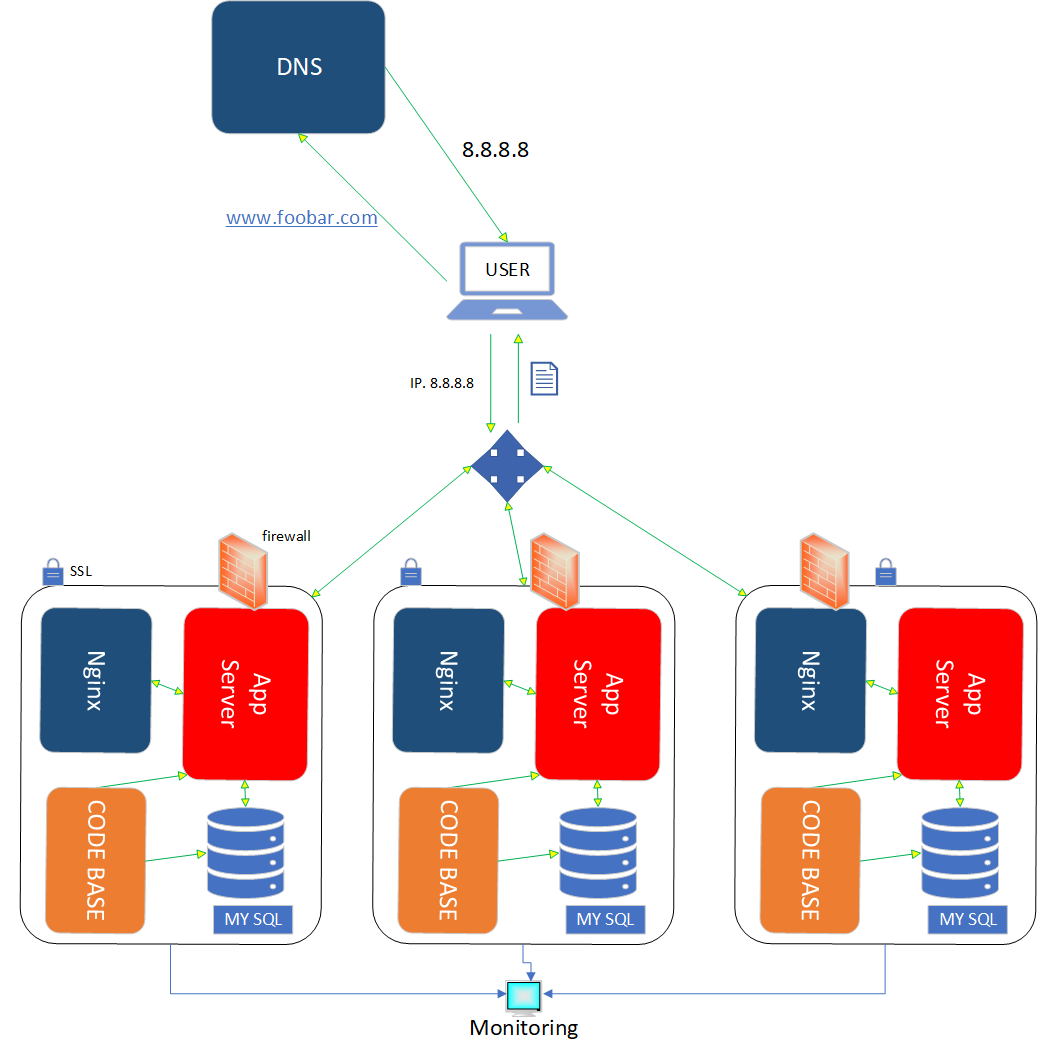 DNS
8.8.8.8
www.foobar.com
USER
IP. 8.8.8.8
firewall
SSL
Nginx
App
Server
CODE BASE
MY SQL
Nginx
App
Server
CODE BASE
MY SQL
Nginx
App
Server
CODE BASE
MY SQL
Monitoring